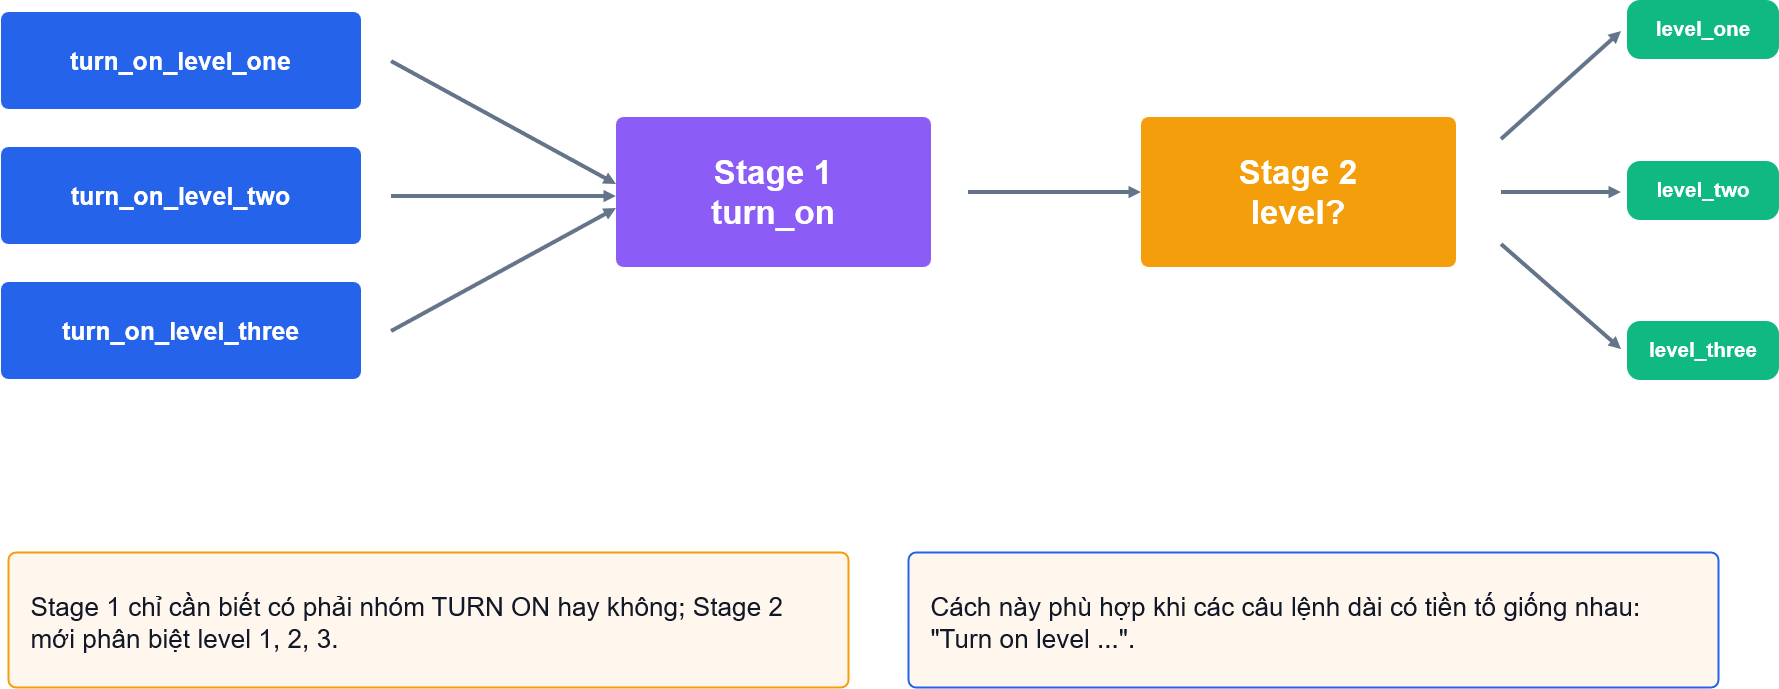 turn_on_level_one
turn_on_level_two
turn_on_level_three
Stage 1
turn_on
Stage 2
level?
level_one
level_two
level_three
Stage 1 chỉ cần biết có phải nhóm TURN ON hay không; Stage 2
mới phân biệt level 1, 2, 3.
Cách này phù hợp khi các câu lệnh dài có tiền tố giống nhau:
"Turn on level ...".